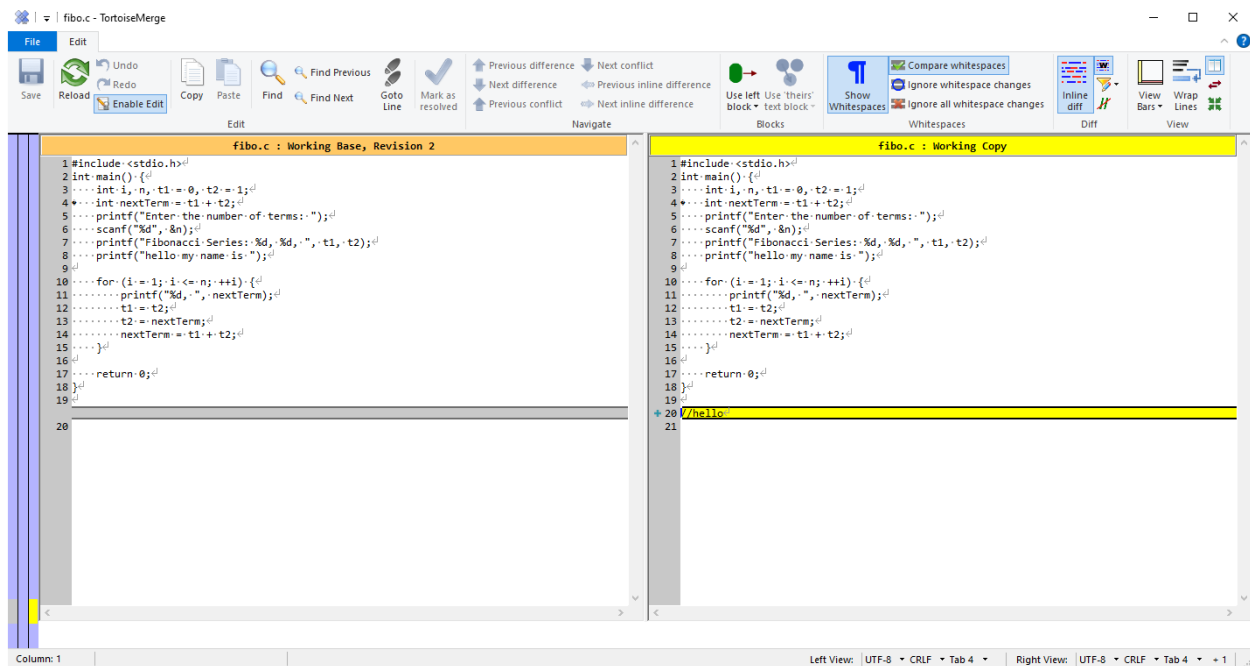 fibo.c - TortoiseMerge
File Edit
Save
Reload
Undo
Redo
Enable Edit
Copy
Paste
Find
Find Previous
Find Next
Goto Line
Mark as resolved
Edit
Previous difference
Next difference
Previous conflict
Next conflict
Previous inline difference
Next inline difference
Navigate
Use left block
Use 'theirs' text block
Blocks
Show Whitespaces
Compare whitespaces
Ignore whitespace changes
Ignore all whitespace changes
Whitespaces
Inline diff
Diff
View Bars
Wrap Lines
View
fibo.c : Working Base, Revision 2
1 #include·<stdio.h>
2 int·main()·{
3 ····int·i,·n,·t1·=·0,·t2·=·1;
4 ····int·nextTerm·=·t1·+·t2;
5 ····printf("Enter·the·number·of·terms:·");
6 ····scanf("%d",·&n);
7 ····printf("Fibonacci·Series:·%d,·%d,·",·t1,·t2);
8 ····printf("hello·my·name·is·");
9
10 ····for·(i·=·1;·i·<=·n;·++i)·{
11 ········printf("%d,·",·nextTerm);
12 ········t1·=·t2;
13 ········t2·=·nextTerm;
14 ········nextTerm·=·t1·+·t2;
15 ····}
16
17 ····return·0;
18 }
19
20
fibo.c : Working Copy
1 #include·<stdio.h>
2 int·main()·{
3 ····int·i,·n,·t1·=·0,·t2·=·1;
4 ····int·nextTerm·=·t1·+·t2;
5 ····printf("Enter·the·number·of·terms:·");
6 ····scanf("%d",·&n);
7 ····printf("Fibonacci·Series:·%d,·%d,·",·t1,·t2);
8 ····printf("hello·my·name·is·");
9
10 ····for·(i·=·1;·i·<=·n;·++i)·{
11 ········printf("%d,·",·nextTerm);
12 ········t1·=·t2;
13 ········t2·=·nextTerm;
14 ········nextTerm·=·t1·+·t2;
15 ····}
16
17 ····return·0;
18 }
19
20 //hello
21
Column: 1
Left View: UTF-8 CRLF Tab 4
Right View: UTF-8 CRLF Tab 4 + 1